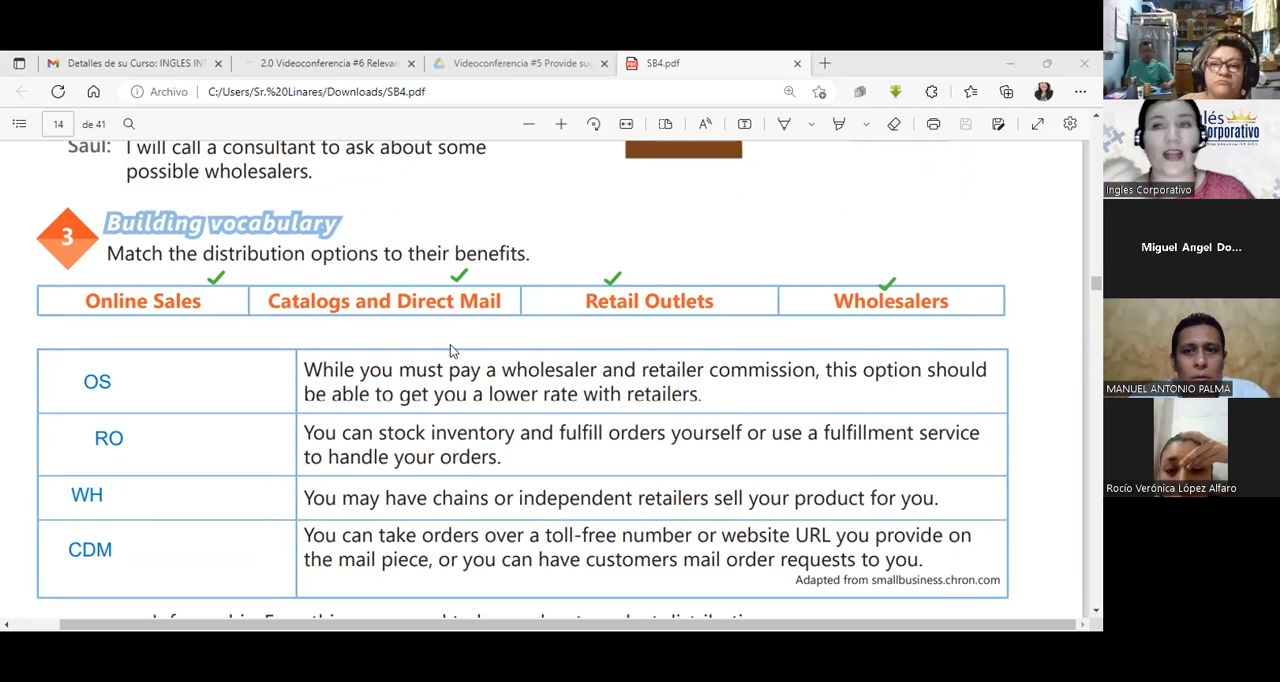 Detalles de su Curso: INGLES INT
2.0 Videoconferencia #6 Relevan
Videoconferencia #5 Provide sug
SB4.pdf
Archivo
C:/Users/Sr.%20Linares/Downloads/SB4.pdf
14 de 41
Saul: I will call a consultant to ask about some
possible wholesalers.
3 Building vocabulary
Match the distribution options to their benefits.
Online Sales Catalogs and Direct Mail Retail Outlets Wholesalers
OS
While you must pay a wholesaler and retailer commission, this option should
be able to get you a lower rate with retailers.
RO
You can stock inventory and fulfill orders yourself or use a fulfillment service
to handle your orders.
WH
You may have chains or independent retailers sell your product for you.
CDM
You can take orders over a toll-free number or website URL you provide on
the mail piece, or you can have customers mail order requests to you.
Adapted from smallbusiness.chron.com
glés
Corporativo
Ingles Corporativo
Miguel Angel Do...
MANUEL ANTONIO PALMA
Rocío Verónica López Alfaro